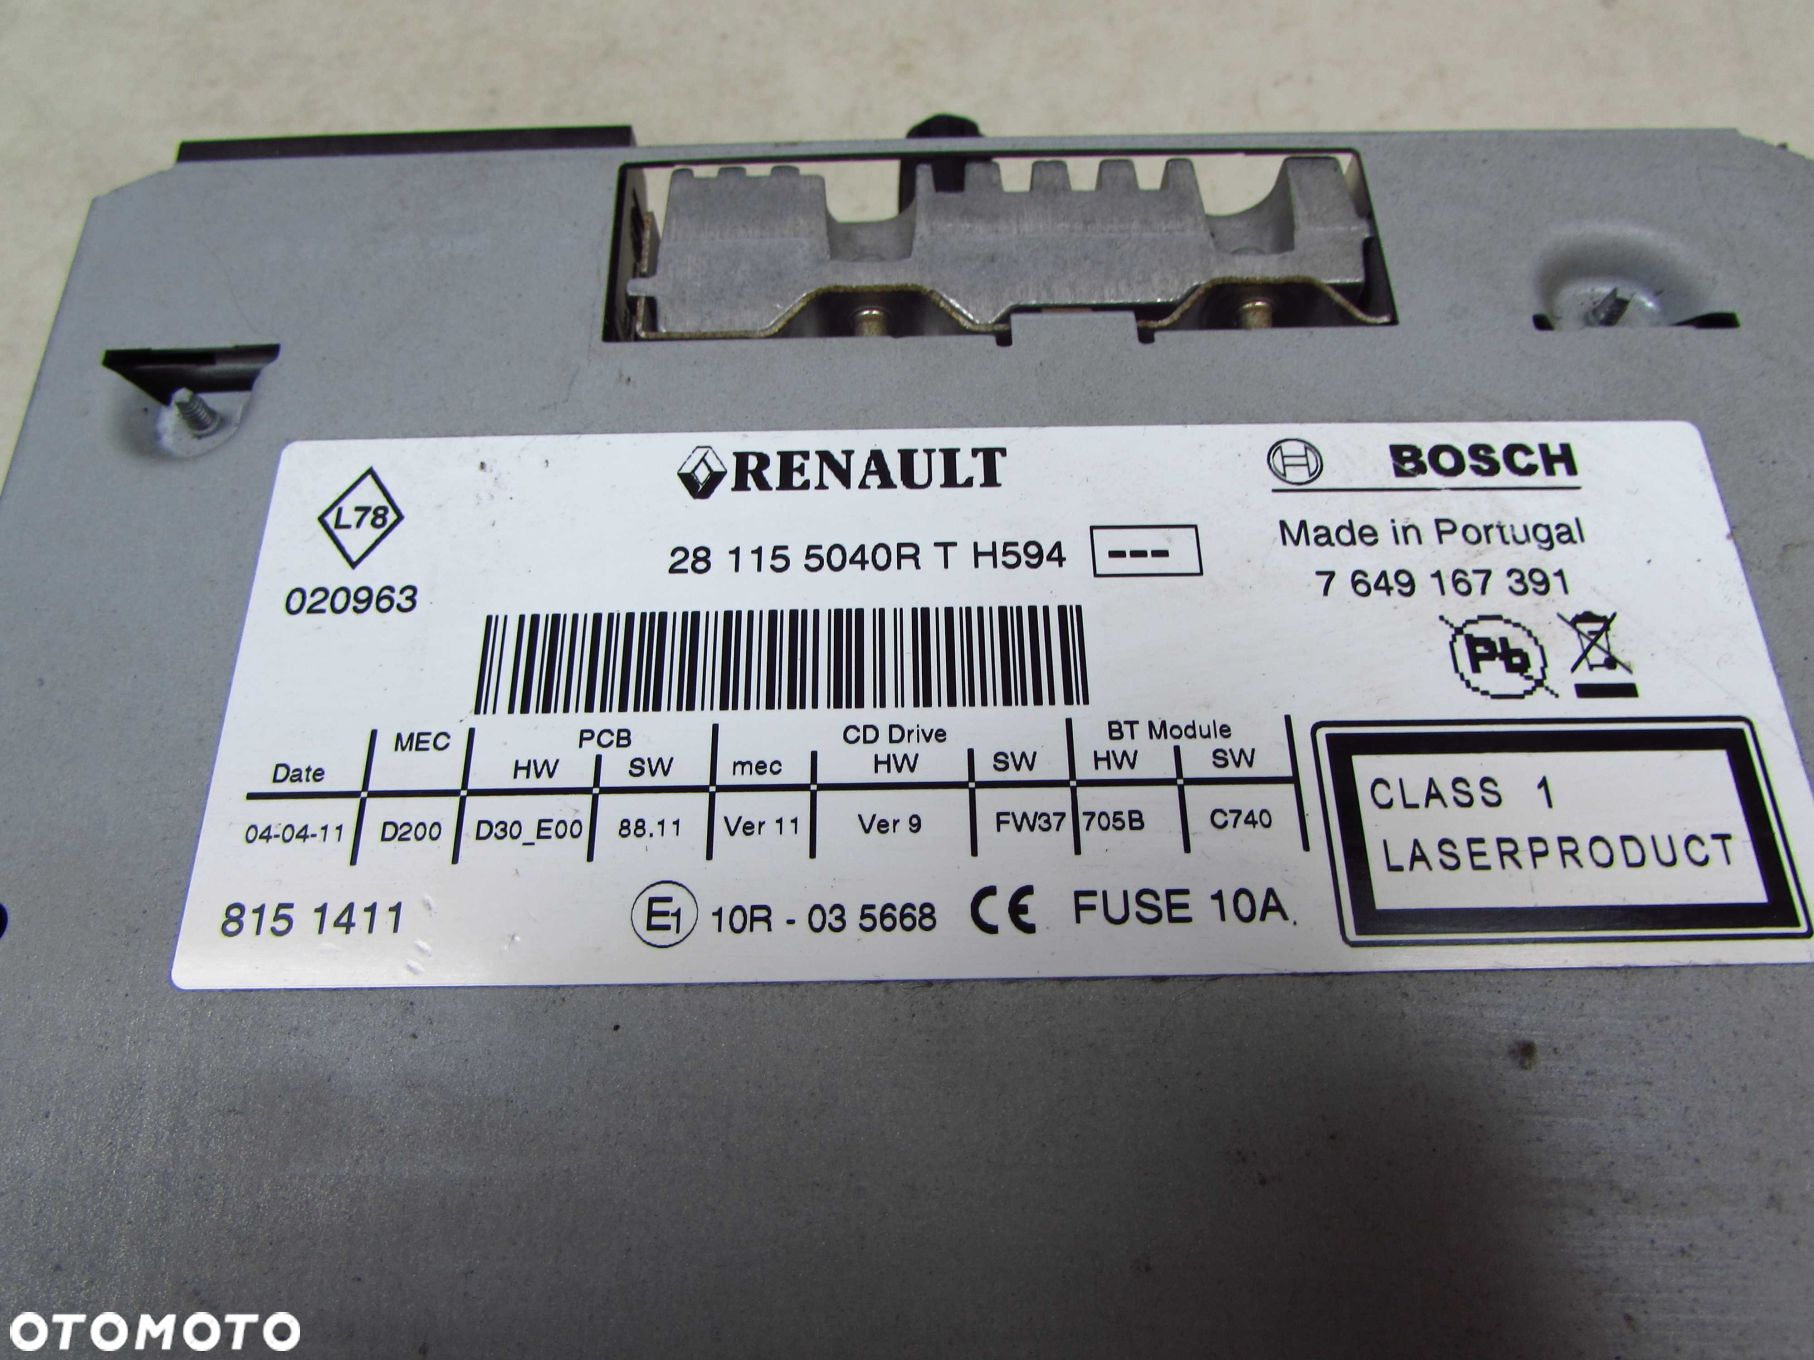 RENAULT
BOSCH
L78
28 115 5040R T H594 ---
Made in Portugal
020963
7 649 167 391
Pb
Date MEC PCB HW SW CD Drive mec HW SW BT Module HW SW
04-04-11 D200 D30_E00 88.11 Ver 11 Ver 9 FW37 705B C740
CLASS 1
LASERPRODUCT
815 1411 E1 10R - 03 5668 CE FUSE 10A.
OTOMOTO